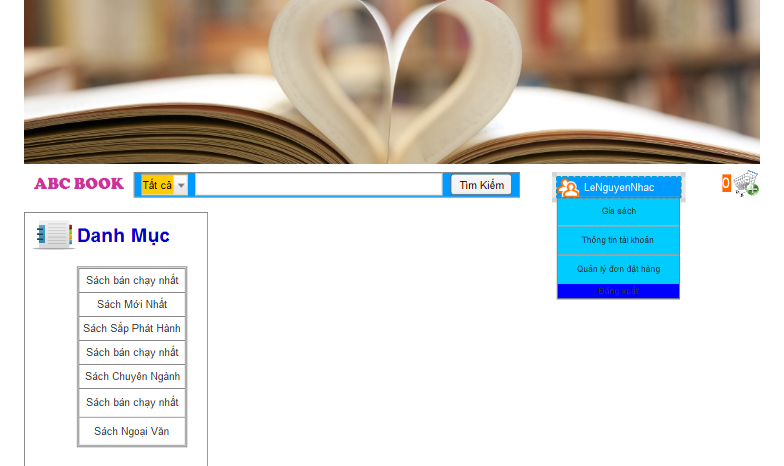 ABC BOOK
Tất cả
Tìm Kiếm
LeNguyenNhac
0
Gía sách
Thông tin tài khoản
Quản lý đơn đặt hàng
Đăng xuất
Danh Mục
Sách bán chạy nhất
Sách Mới Nhất
Sách Sắp Phát Hành
Sách bán chạy nhất
Sách Chuyên Ngành
Sách bán chạy nhất
Sách Ngoại Văn